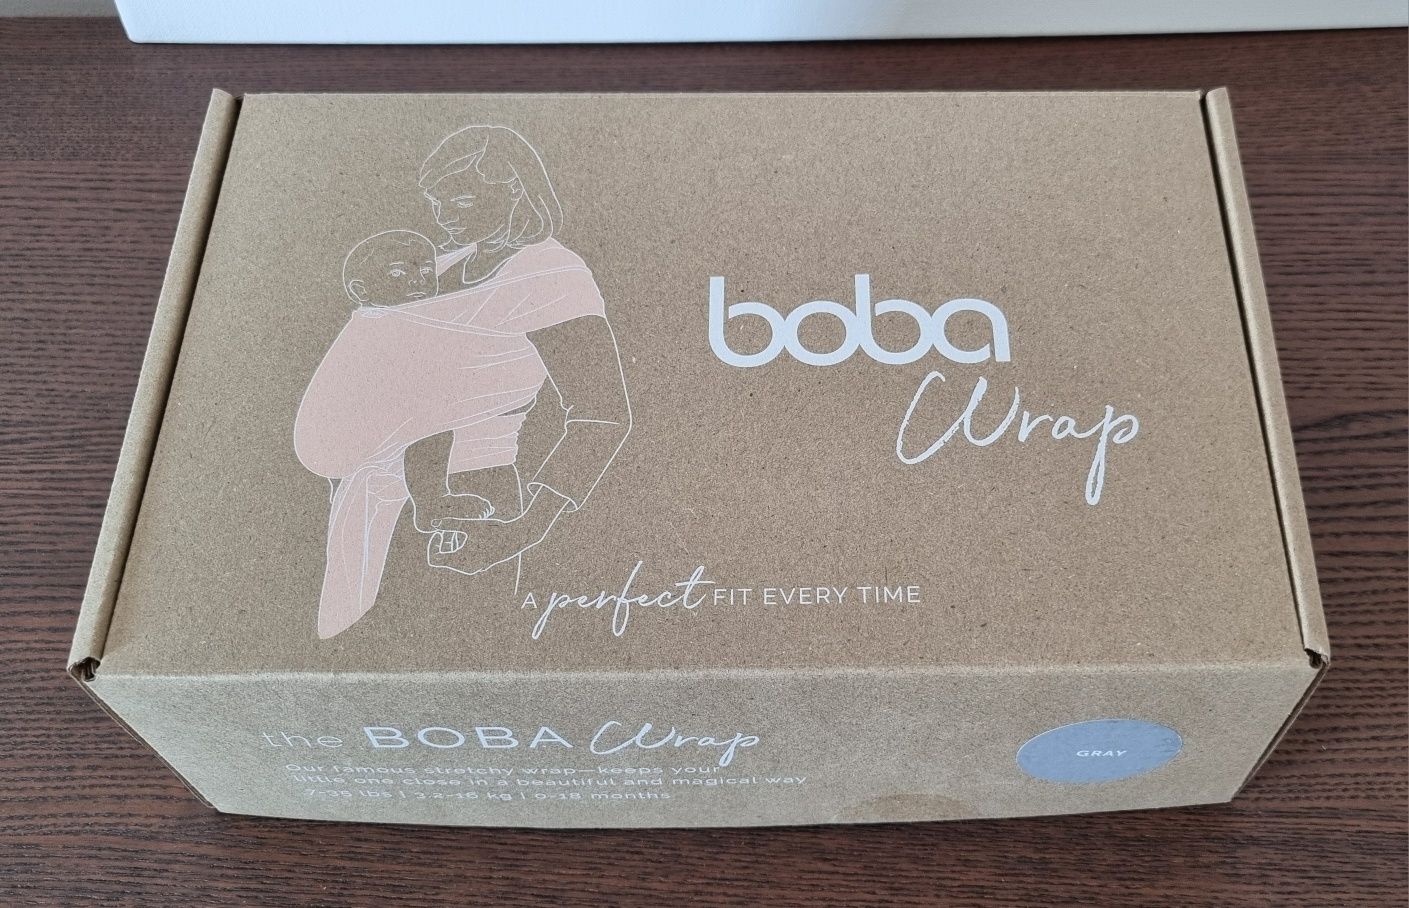 boba
Wrap
A perfect FIT EVERY TIME
the BOBA Wrap
Our famous stretchy wrap—keeps your
little one close in a beautiful and magical way
7-35 lbs | 3.2-16 kg | 0-18 months
GRAY